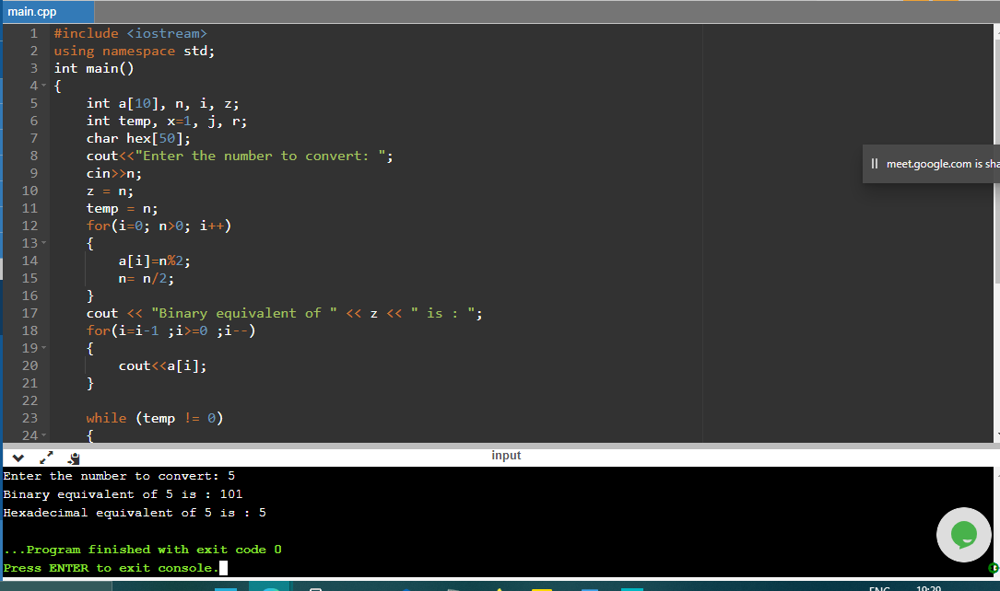 main.cpp
1 #include <iostream>
2 using namespace std;
3 int main()
4 {
5 int a[10], n, i, z;
6 int temp, x=1, j, r;
7 char hex[50];
8 cout<<"Enter the number to convert: ";
9 cin>>n;
10 z = n;
11 temp = n;
12 for(i=0; n>0; i++)
13 {
14 a[i]=n%2;
15 n= n/2;
16 }
17 cout << "Binary equivalent of " << z << " is : ";
18 for(i=i-1 ;i>=0 ;i--)
19 {
20 cout<<a[i];
21 }
22
23 while (temp != 0)
24 {
meet.google.com is sha
input
Enter the number to convert: 5
Binary equivalent of 5 is : 101
Hexadecimal equivalent of 5 is : 5
...Program finished with exit code 0
Press ENTER to exit console.